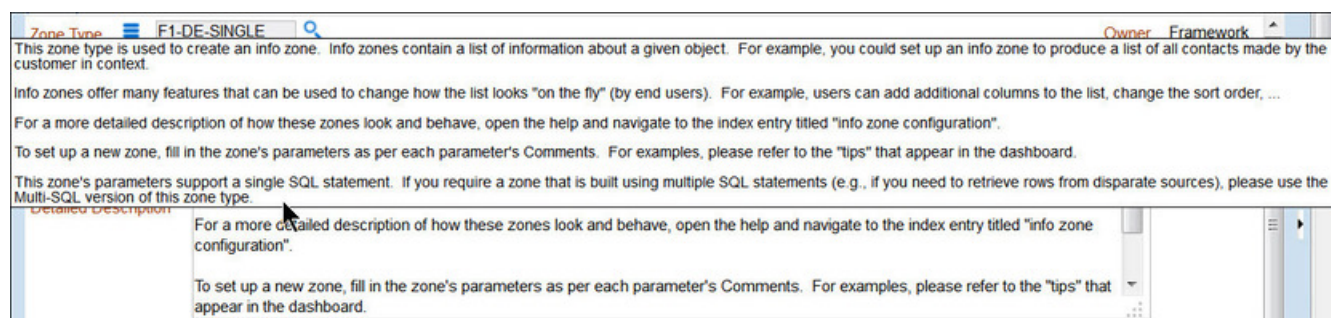 Zone Type F1-DE-SINGLE Owner Framework
This zone type is used to create an info zone. Info zones contain a list of information about a given object. For example, you could set up an info zone to produce a list of all contacts made by the
customer in context.
Info zones offer many features that can be used to change how the list looks "on the fly" (by end users). For example, users can add additional columns to the list, change the sort order, ...
For a more detailed description of how these zones look and behave, open the help and navigate to the index entry titled "info zone configuration".
To set up a new zone, fill in the zone's parameters as per each parameter's Comments. For examples, please refer to the "tips" that appear in the dashboard.
This zone's parameters support a single SQL statement. If you require a zone that is built using multiple SQL statements (e.g., if you need to retrieve rows from disparate sources), please use the
Multi-SQL version of this zone type.
Detailed Description
For a more detailed description of how these zones look and behave, open the help and navigate to the index entry titled "info zone
configuration".
To set up a new zone, fill in the zone's parameters as per each parameter's Comments. For examples, please refer to the "tips" that
appear in the dashboard.